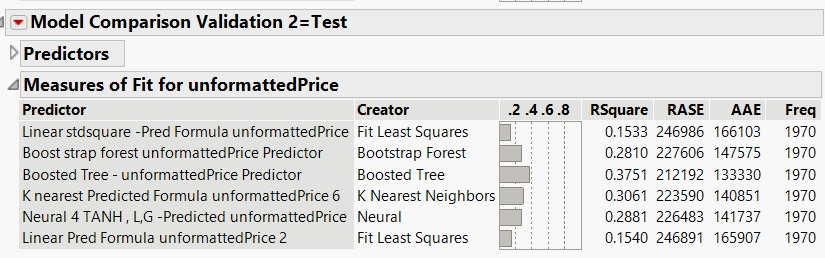 Model Comparison Validation 2=Test
Predictors
Measures of Fit for unformattedPrice
Predictor Creator .2 .4 .6 .8 RSquare RASE AAE Freq
Linear stdsquare -Pred Formula unformattedPrice Fit Least Squares 0.1533 246986 166103 1970
Boost strap forest unformattedPrice Predictor Bootstrap Forest 0.2810 227606 147575 1970
Boosted Tree - unformattedPrice Predictor Boosted Tree 0.3751 212192 133330 1970
K nearest Predicted Formula unformattedPrice 6 K Nearest Neighbors 0.3061 223590 140851 1970
Neural 4 TANH , L,G -Predicted unformattedPrice Neural 0.2881 226483 141737 1970
Linear Pred Formula unformattedPrice 2 Fit Least Squares 0.1540 246891 165907 1970